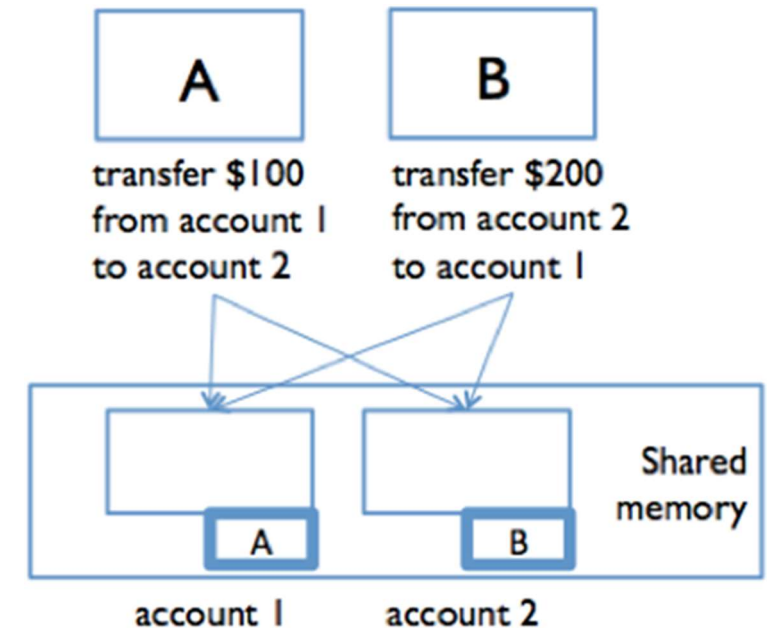 A
B
transfer $100
from account 1
to account 2
transfer $200
from account 2
to account 1
Shared
memory
A
B
account 1
account 2